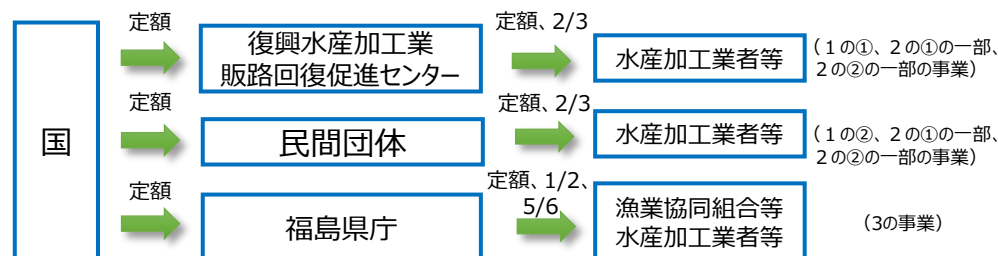 国
定額
復興水産加工業
販路回復促進センター
定額、2/3
水産加工業者等
（１の①、２の①の一部、
２の②の一部の事業）
定額
民間団体
定額、2/3
水産加工業者等
（１の②、２の①の一部、
２の②の一部の事業）
定額
福島県庁
定額、1/2、
5/6
漁業協同組合等
水産加工業者等
（3の事業）